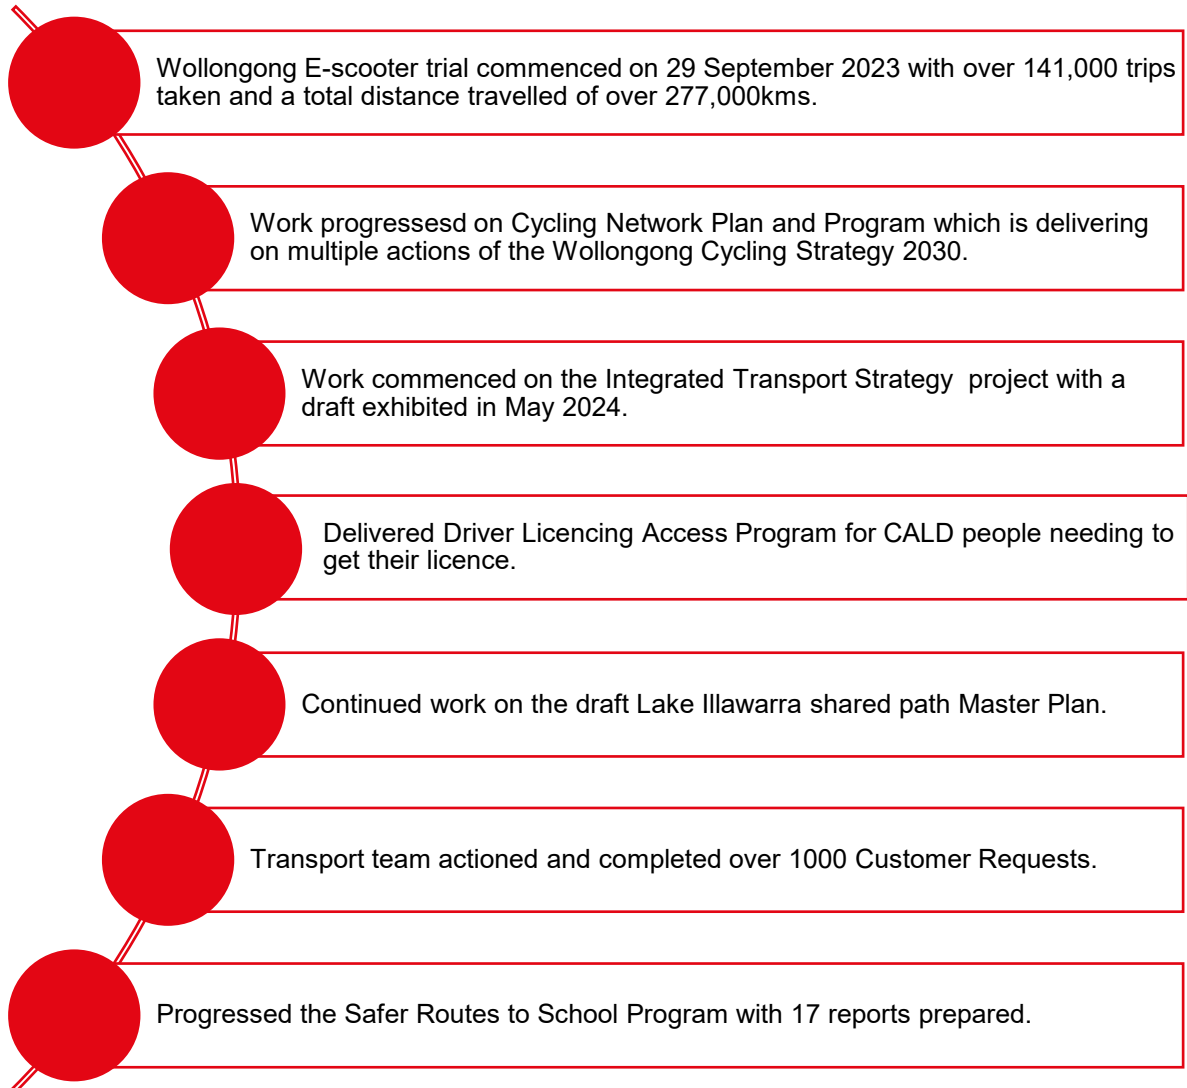 Wollongong E-scooter trial commenced on 29 September 2023 with over 141,000 trips
taken and a total distance travelled of over 277,000kms.
Work progressesd on Cycling Network Plan and Program which is delivering
on multiple actions of the Wollongong Cycling Strategy 2030.
Work commenced on the Integrated Transport Strategy  project with a
draft exhibited in May 2024.
Delivered Driver Licencing Access Program for CALD people needing to
get their licence.
Continued work on the draft Lake Illawarra shared path Master Plan.
Transport team actioned and completed over 1000 Customer Requests.
Progressed the Safer Routes to School Program with 17 reports prepared.